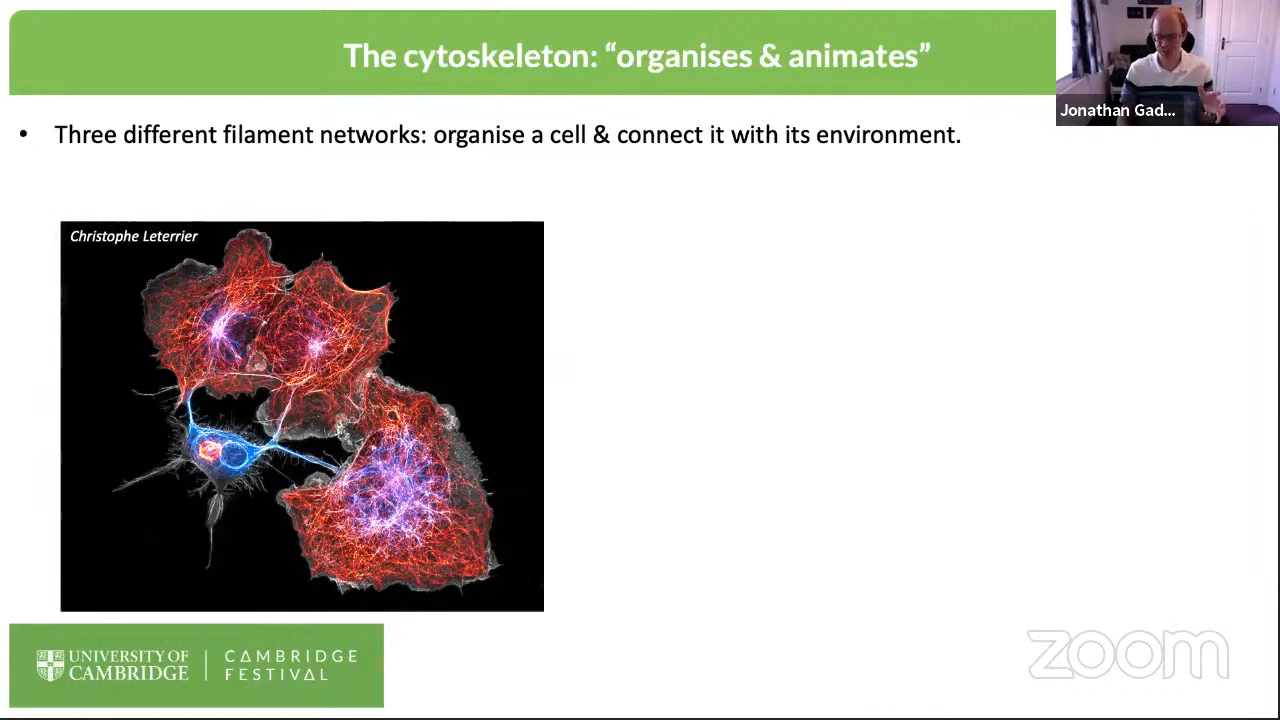 The cytoskeleton: “organises & animates”
Jonathan Gad...
• Three different filament networks: organise a cell & connect it with its environment.
Christophe Leterrier
UNIVERSITY OF
CAMBRIDGE
CAMBRIDGE
FESTIVAL
zoom